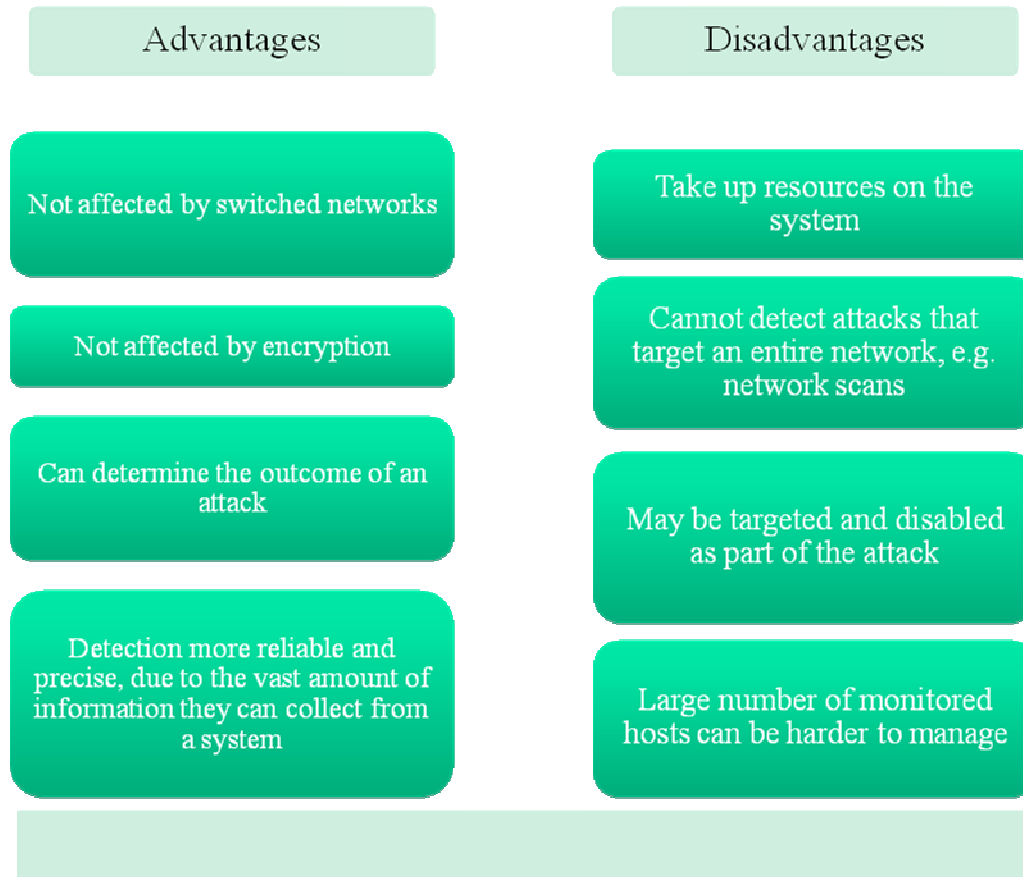 Advantages
Not affected by switched networks
Not affected by encryption
Can determine the outcome of an
attack
Detection more reliable and
precise, due to the vast amount of
information they can collect from
a system
Disadvantages
Take up resources on the
system
Cannot detect attacks that
target an entire network, e.g.
network scans
May be targeted and disabled
as part of the attack
Large number of monitored
hosts can be harder to manage